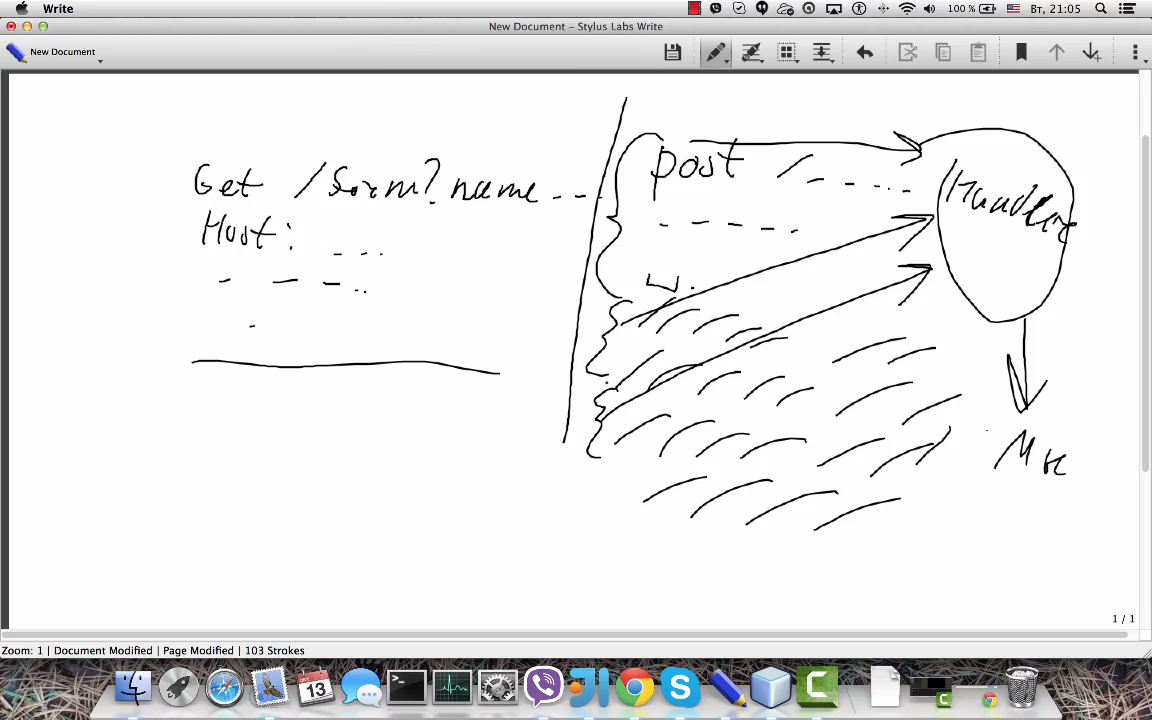 Write
100 %
Вт, 21:05
New Document – Stylus Labs Write
New Document
Get /form? name ---
Host: ---
post /
Handler
1 / 1
Zoom: 1 | Document Modified | Page Modified | 103 Strokes
13